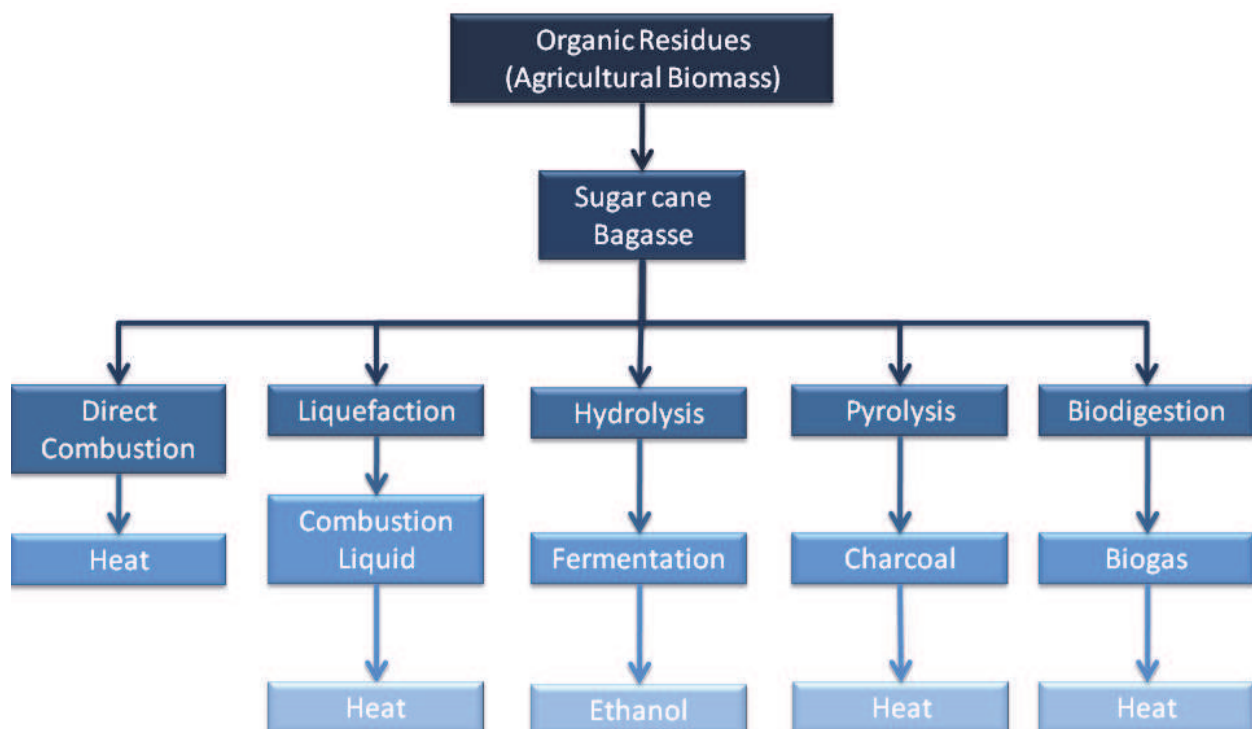 Organic Residues
(Agricultural Biomass)
Sugar cane
Bagasse
Direct
Combustion
Liquefaction
Hydrolysis
Pyrolysis
Biodigestion
Heat
Combustion
Liquid
Fermentation
Charcoal
Biogas
Heat
Ethanol
Heat
Heat